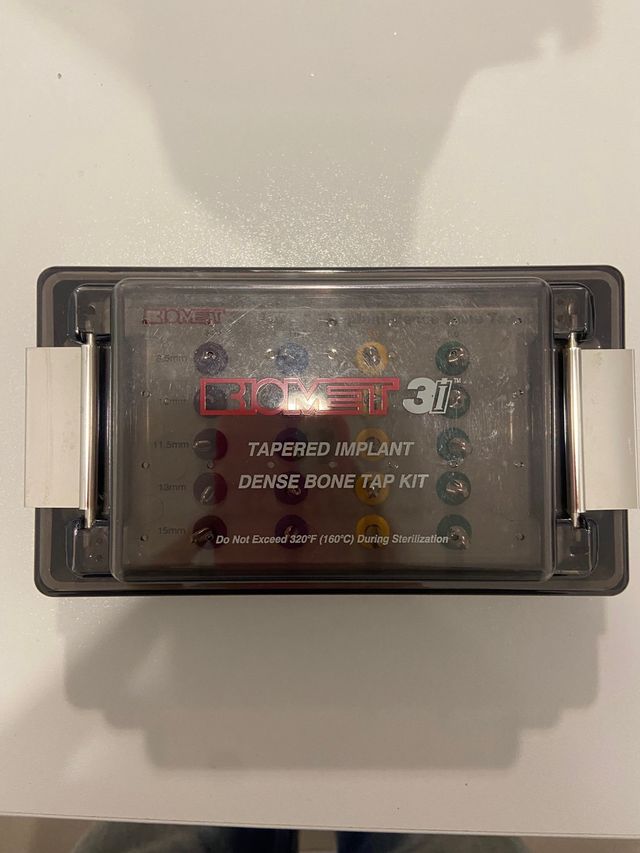 BIOMET
8.5mm
BIOMET 3i™
11.5mm
TAPERED IMPLANT
DENSE BONE TAP KIT
13mm
15mm
Do Not Exceed 320°F (160°C) During Sterilization